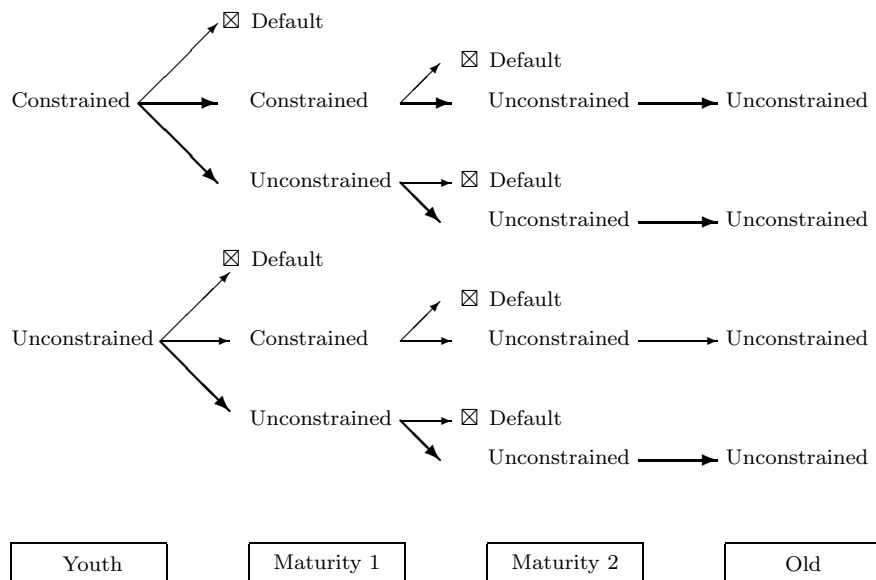 ☒ Default
☒ Default
Constrained Constrained Unconstrained Unconstrained
Unconstrained ☒ Default
Unconstrained Unconstrained
☒ Default
☒ Default
Unconstrained Constrained Unconstrained Unconstrained
Unconstrained ☒ Default
Unconstrained Unconstrained
Youth Maturity 1 Maturity 2 Old